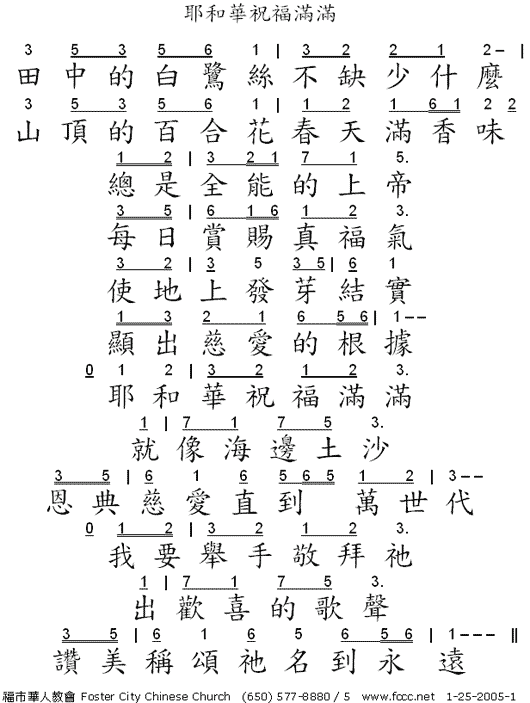 耶和華祝福滿滿
3 5 3 5 6 1 | 3 2 2 1 2 – |
田中的白鷺絲不缺少什麼
3 5 3 5 6 1 | 1 2 1 6 1 2 2
山頂的百合花春天滿香味
1 2 | 3 2 1 7 1 5.
總是全能的上帝
3 5 | 6 1 6 1 2 3.
每日賞賜真福氣
3 2 | 3 5 3 5 | 6 1
使地上發芽結實
1 3 2 1 6 5 6 | 1 – –
顯出慈愛的根據
0 1 2 | 3 2 1 2 3.
耶和華祝福滿滿
1 | 7 1 7 5 3.
就像海邊土沙
3 5 | 6 1 6 5 6 5 1 2 | 3 – –
恩典慈愛直到 萬世代
0 1 2 | 3 2 1 2 3.
我要舉手敬拜祂
1 | 7 1 7 5 3.
出歡喜的歌聲
3 5 | 6 1 6 5 6 5 6 | 1 – – – ||
讚美稱頌祂名到永 遠
福市華人教會 Foster City Chinese Church (650) 577-8880 / 5 www.fccc.net 1-25-2005-1